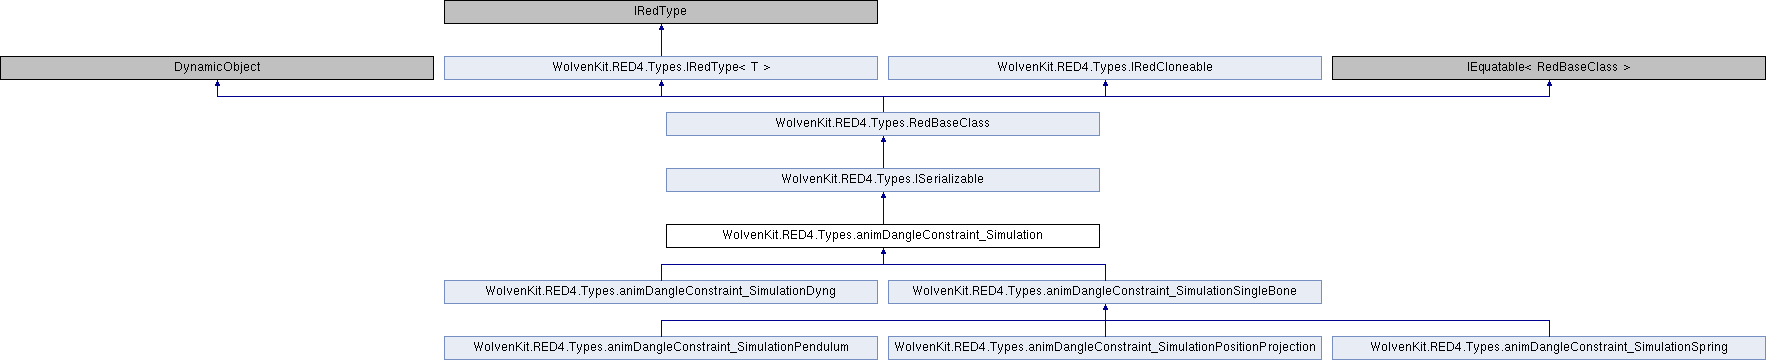 IRedType
DynamicObject
WolvenKit.RED4.Types.IRedType< T >
WolvenKit.RED4.Types.IRedCloneable
IEquatable< RedBaseClass >
WolvenKit.RED4.Types.RedBaseClass
WolvenKit.RED4.Types.ISerializable
WolvenKit.RED4.Types.animDangleConstraint_Simulation
WolvenKit.RED4.Types.animDangleConstraint_SimulationDyng
WolvenKit.RED4.Types.animDangleConstraint_SimulationSingleBone
WolvenKit.RED4.Types.animDangleConstraint_SimulationPendulum
WolvenKit.RED4.Types.animDangleConstraint_SimulationPositionProjection
WolvenKit.RED4.Types.animDangleConstraint_SimulationSpring